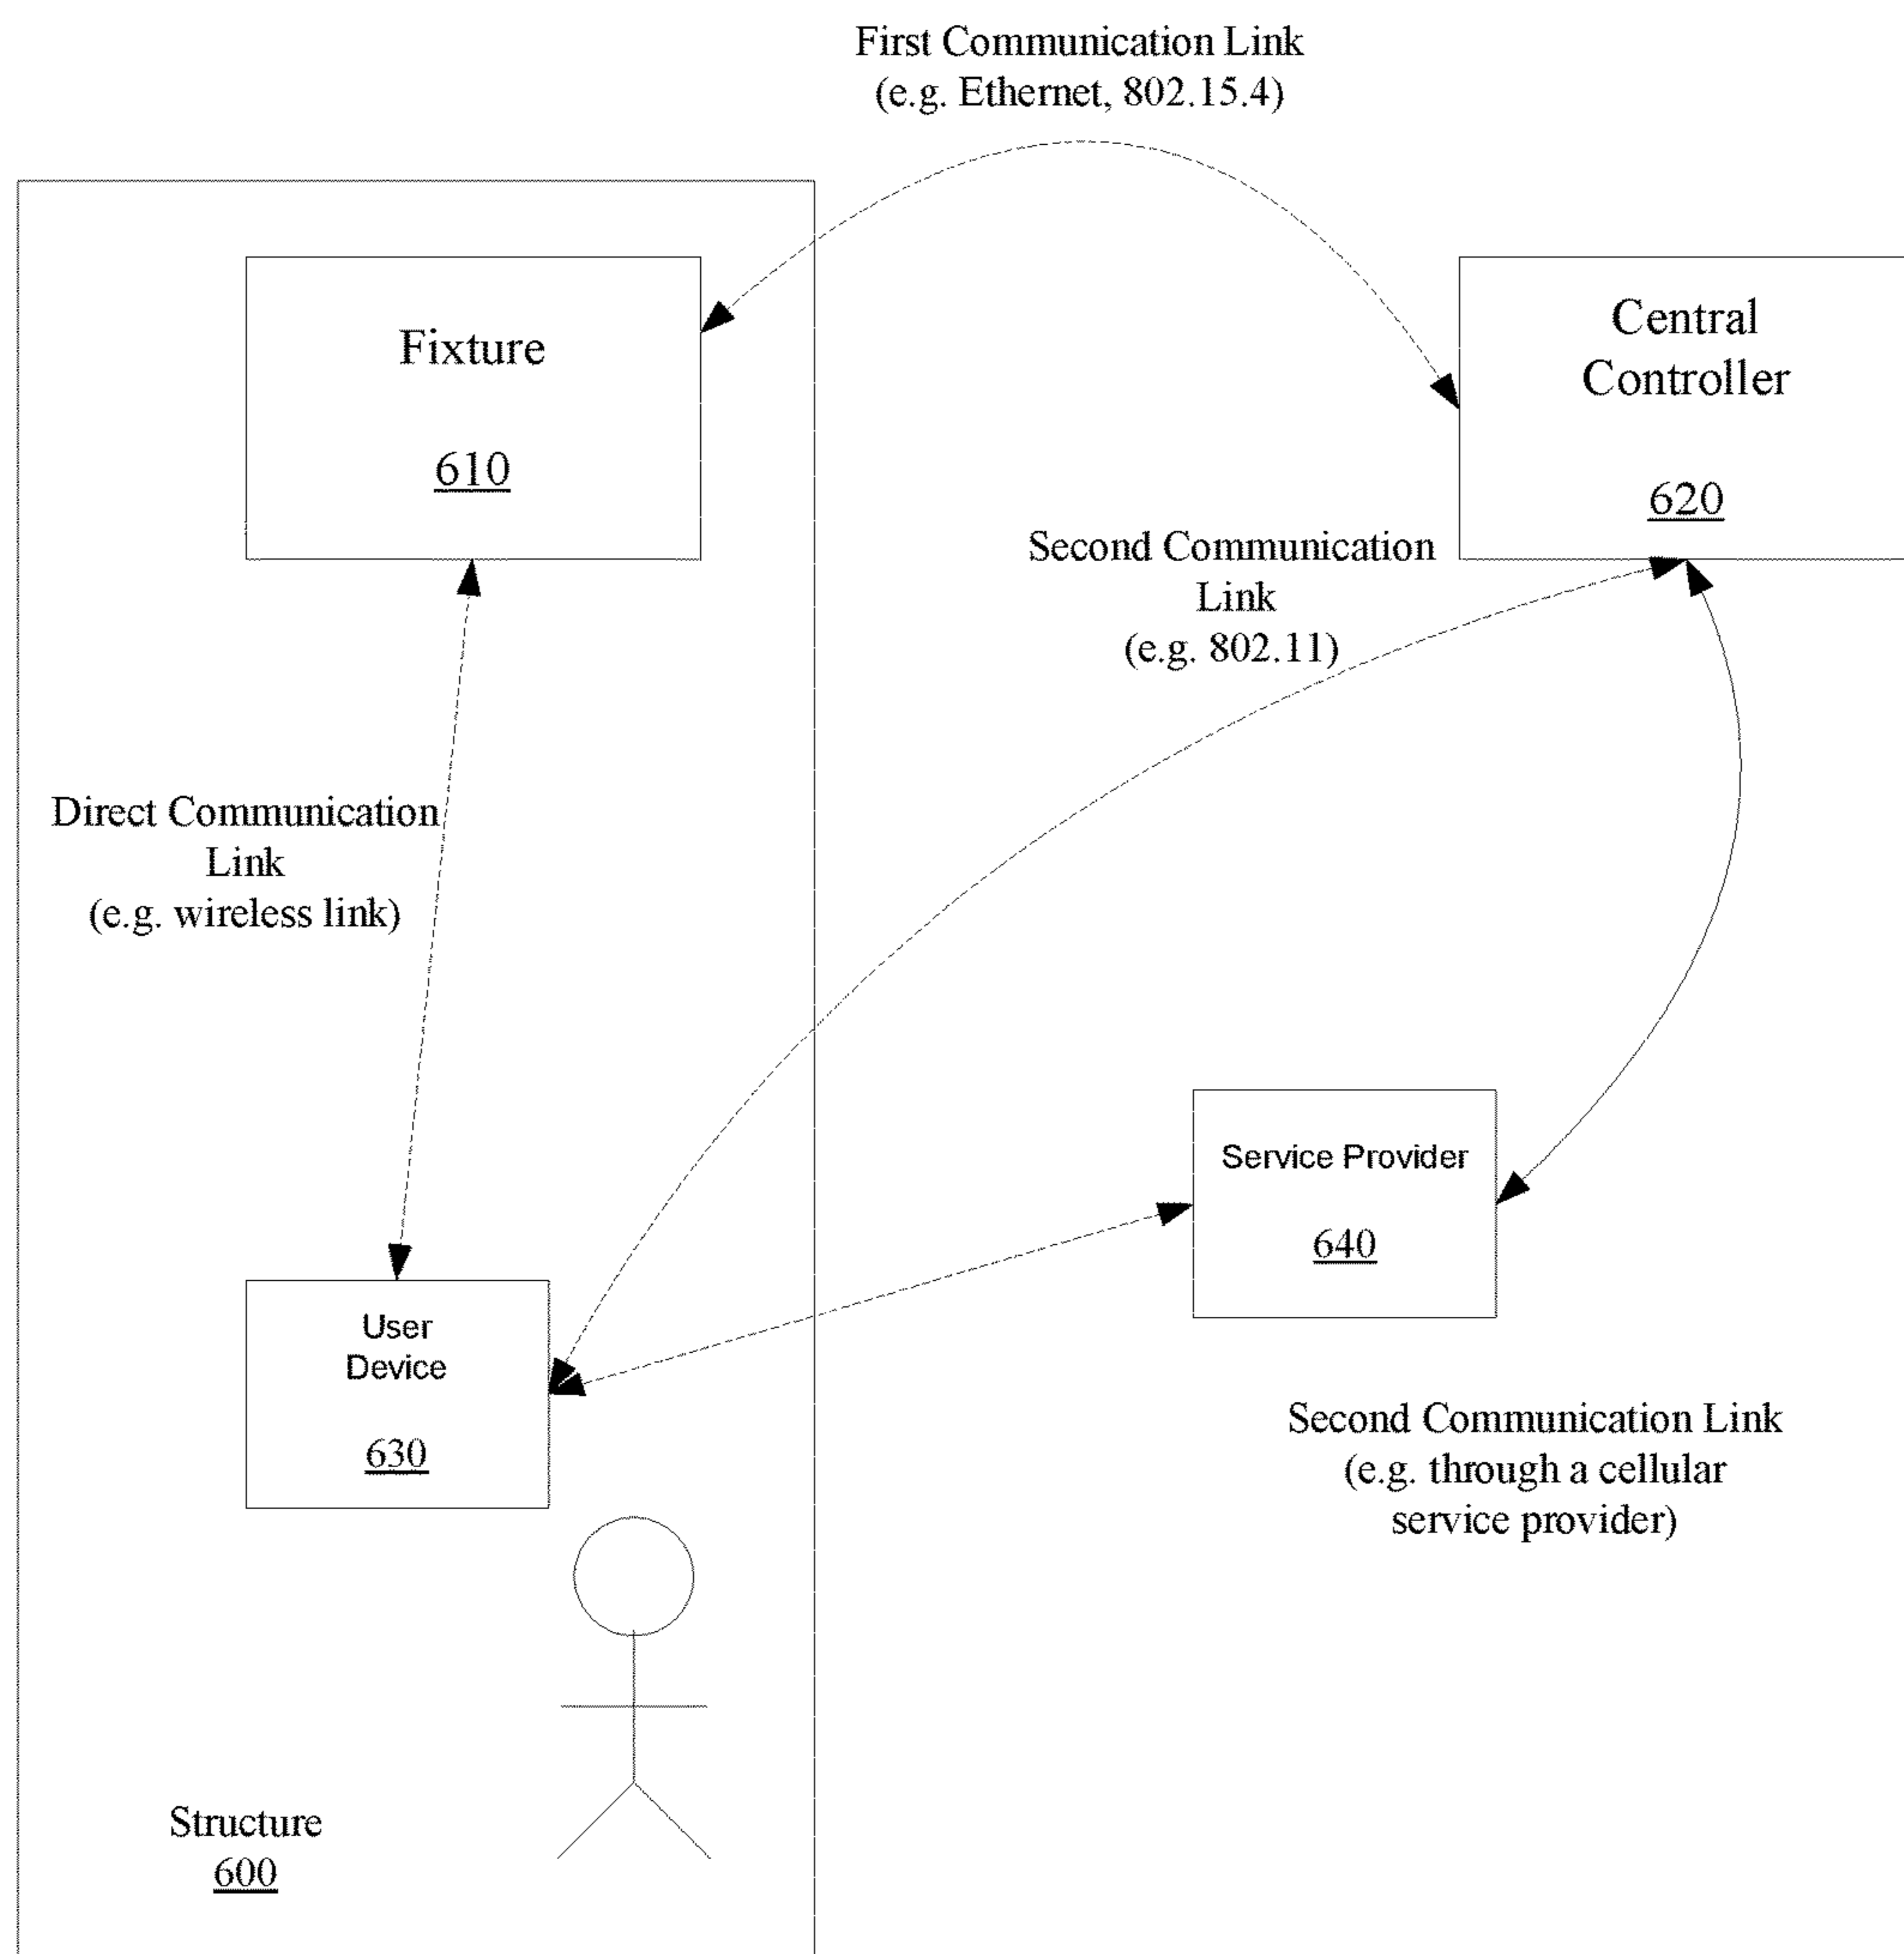 First Communication Link
(e.g. Ethernet, 802.15.4)
Fixture
610
Central
Controller
620
Second Communication
Link
(e.g. 802.11)
Direct Communication
Link
(e.g. wireless link)
Service Provider
640
User
Device
630
Second Communication Link
(e.g. through a cellular
service provider)
Structure
600